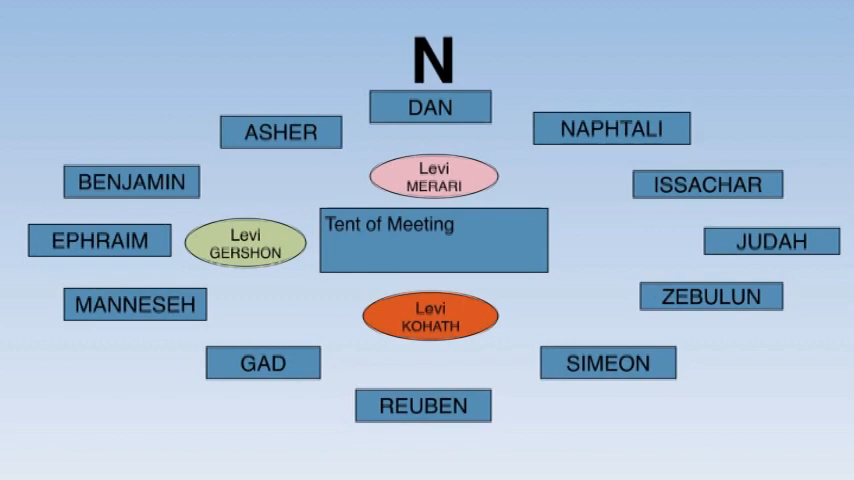 N
DAN
ASHER
NAPHTALI
Levi
MERARI
BENJAMIN
ISSACHAR
Tent of Meeting
EPHRAIM
Levi
GERSHON
JUDAH
MANNESEH
ZEBULUN
Levi
KOHATH
GAD
SIMEON
REUBEN